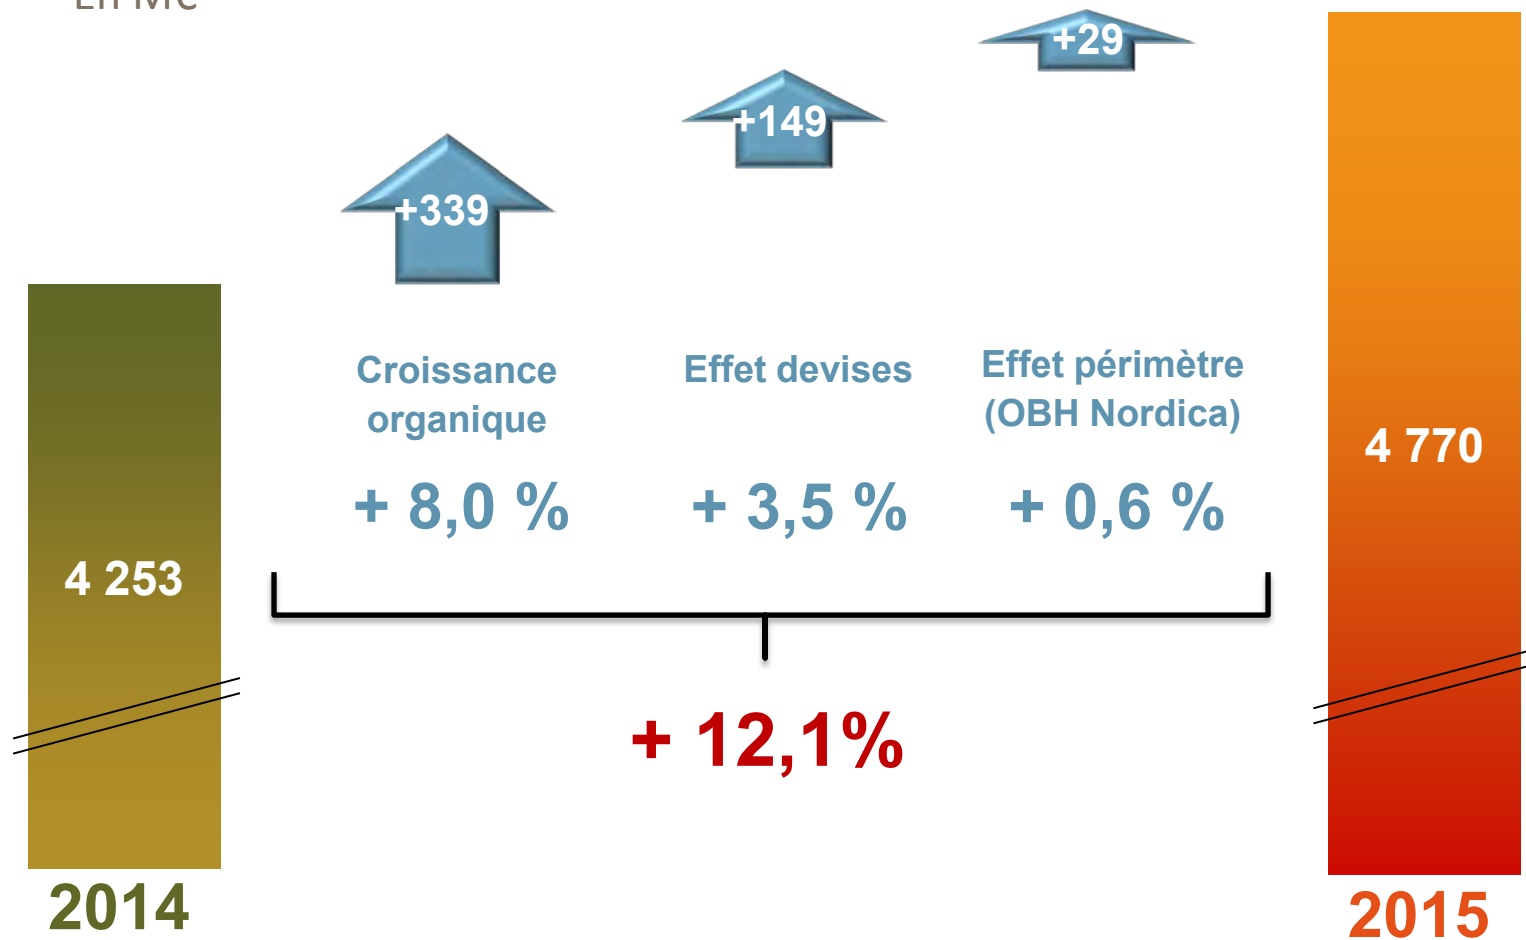 En M€
+339
+149
+29
Croissance
organique
+ 8,0 %
Effet devises
+ 3,5 %
Effet périmètre
(OBH Nordica)
+ 0,6 %
4 253
4 770
+ 12,1%
2014
2015